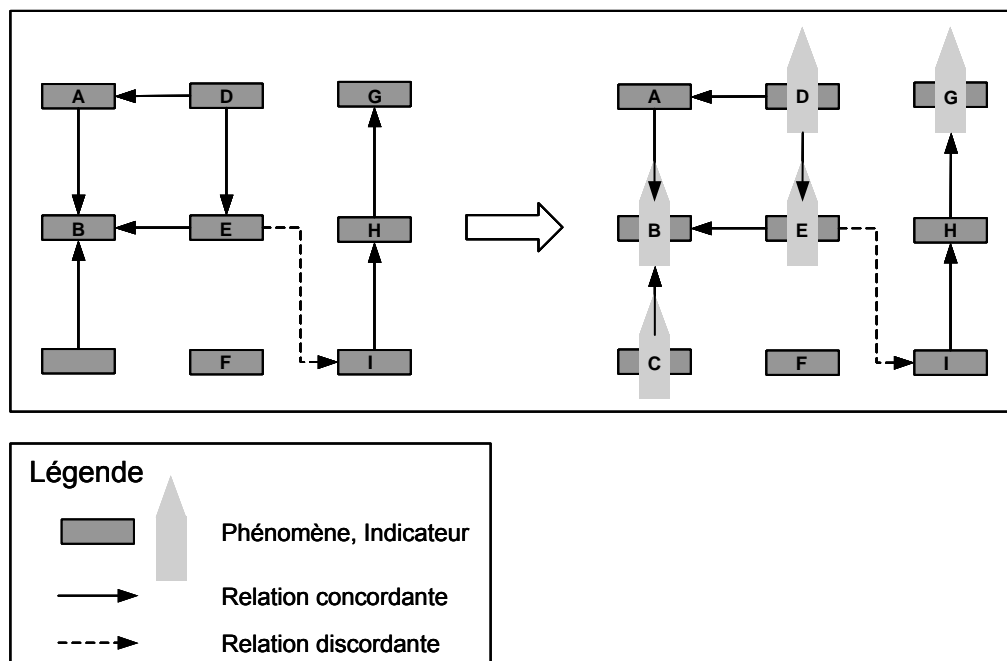 A D G
B E H
F I
A D G
B E H
C F I
Légende
Phénomène, Indicateur
Relation concordante
Relation discordante